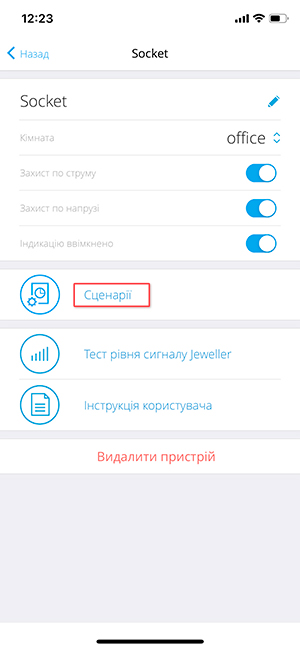 12:23
Назад
Socket
Socket
Кімната
office
Захист по струму
Захист по напрузі
Індикацію ввімкнено
Сценарії
Тест рівня сигналу Jeweller
Інструкція користувача
Видалити пристрій